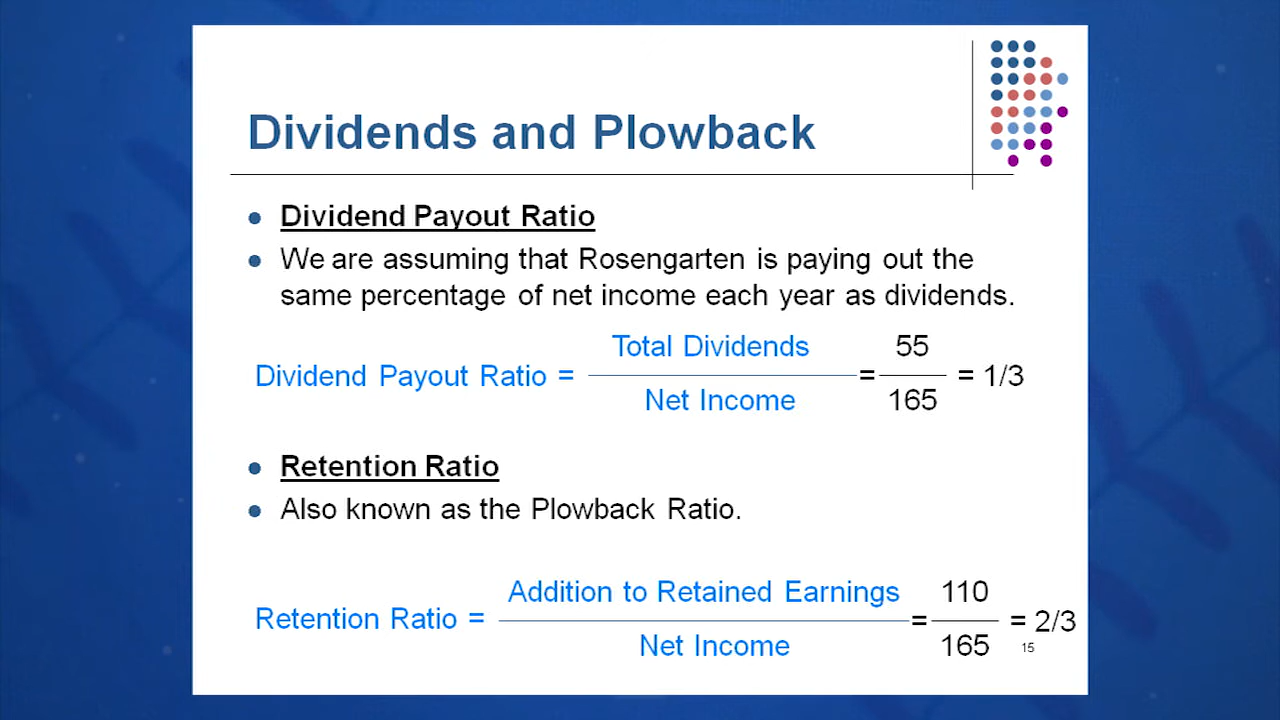 Dividends and Plowback
Dividend Payout Ratio
We are assuming that Rosengarten is paying out the
same percentage of net income each year as dividends.
Dividend Payout Ratio = Total Dividends / Net Income = 55 / 165 = 1/3
Retention Ratio
Also known as the Plowback Ratio.
Retention Ratio = Addition to Retained Earnings / Net Income = 110 / 165 = 2/3
15